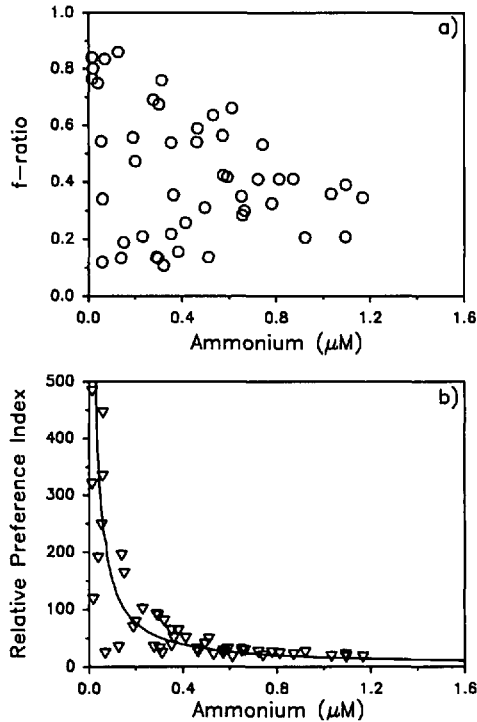 1.0
a)
0.8
0.6
f-ratio
0.4
0.2
0.0
0.0 0.4 0.8 1.2 1.6
Ammonium (μM)
500
b)
400
300
Relative Preference Index
200
100
0
0.0 0.4 0.8 1.2 1.6
Ammonium (μM)